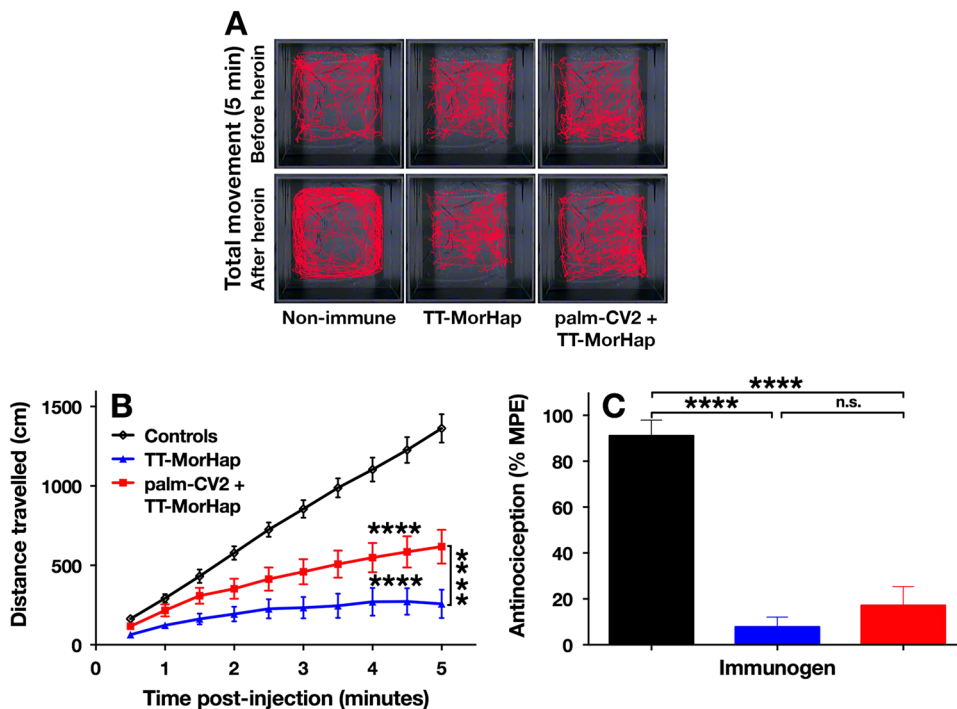 A
Total movement (5 min)
Before heroin
After heroin
Non-immune
TT-MorHap
palm-CV2 +
TT-MorHap
B
Distance travelled (cm)
1500
1000
500
0
Controls
TT-MorHap
palm-CV2 +
TT-MorHap
****
****
****
0 1 2 3 4 5
Time post-injection (minutes)
C
Antinociception (% MPE)
100
80
60
40
20
0
****
****
n.s.
Immunogen